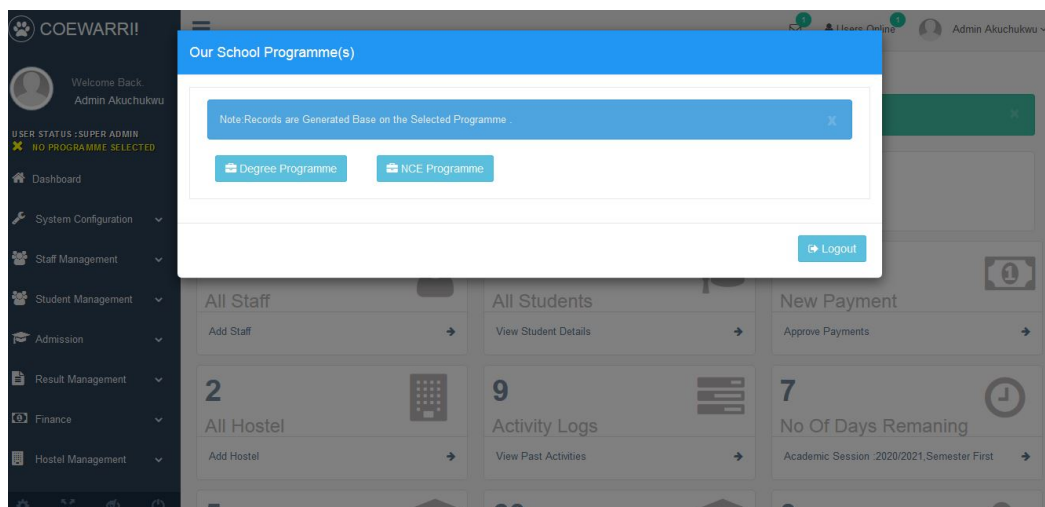 COEWARRI!
1
Users Online
1
Admin Akuchukwu
Our School Programme(s)
Welcome Back.
Admin Akuchukwu
Note:Records are Generated Base on the Selected Programme .
X
USER STATUS :SUPER ADMIN
NO PROGRAMME SELECTED
Degree Programme
NCE Programme
Dashboard
System Configuration
Logout
Staff Management
Student Management
All Staff
All Students
New Payment
Add Staff
View Student Details
Approve Payments
Admission
Result Management
2
9
7
All Hostel
Activity Logs
No Of Days Remaning
Finance
Hostel Management
Add Hostel
View Past Activities
Academic Session :2020/2021,Semester First